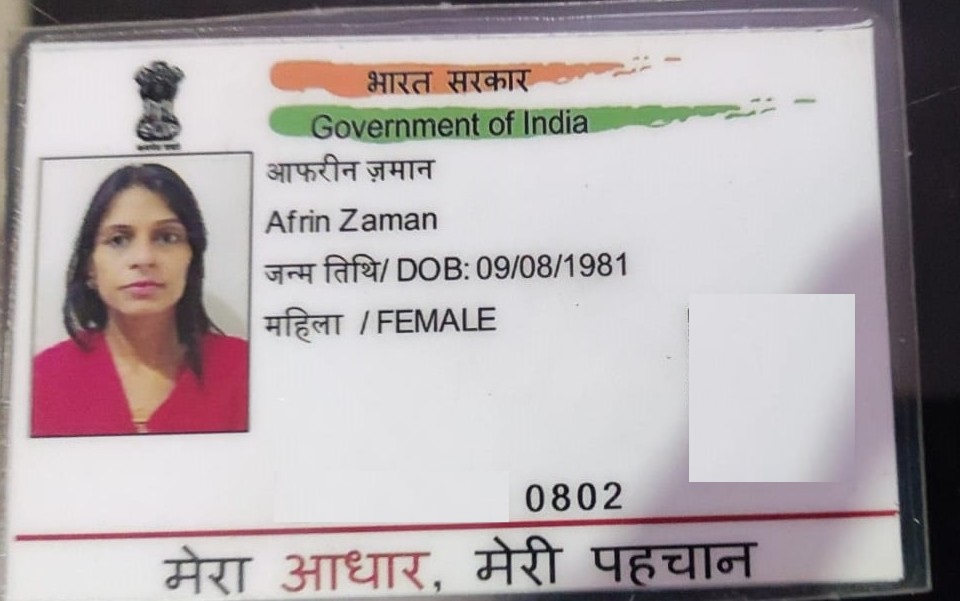 भारत सरकार
Government of India
आफरीन ज़मान
Afrin Zaman
जन्म तिथि/ DOB: 09/08/1981
महिला / FEMALE
0802
मेरा आधार, मेरी पहचान